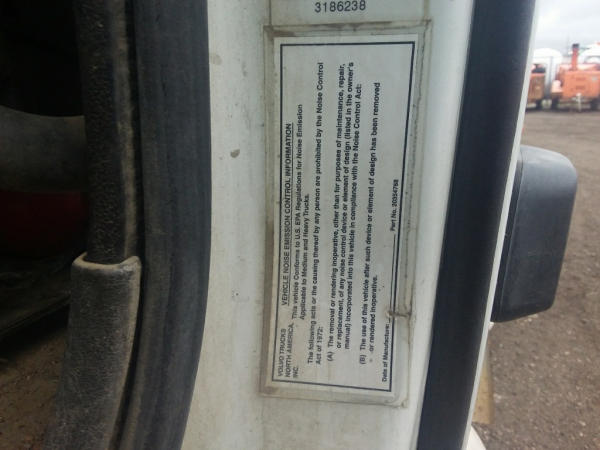 3186238
VOLVO TRUCKS
NORTH AMERICA,
INC.
VEHICLE NOISE EMISSION CONTROL INFORMATION
This vehicle Conforms to U.S. EPA Regulations for Noise Emission
Applicable to Medium and Heavy Trucks.
The following acts or the causing thereof by any person are prohibited by the Noise Control
Act of 1972:
(A) The removal or rendering inoperative, other than for purposes of maintenance, repair,
or replacement, of any noise control device or element of design (listed in the owner's
manual) incorporated into this vehicle in compliance with the Noise Control Act:
(B) The use of this vehicle after such device or element of design has been removed
or rendered inoperative.
Date of Manufacture: Part No. 20354768